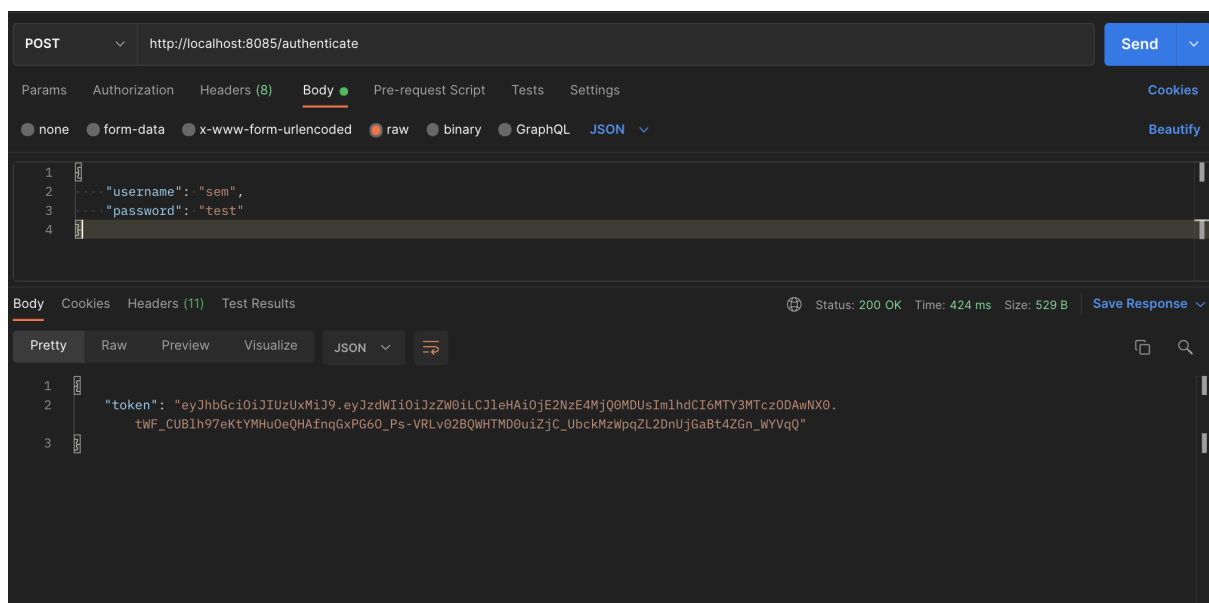 POST http://localhost:8085/authenticate Send
Params Authorization Headers (8) Body Pre-request Script Tests Settings Cookies
none form-data x-www-form-urlencoded raw binary GraphQL JSON Beautify
1 {
2 "username": "sem",
3 "password": "test"
4 }
Body Cookies Headers (11) Test Results Status: 200 OK Time: 424 ms Size: 529 B Save Response
Pretty Raw Preview Visualize JSON
1 {
2 "token": "eyJhbGciOiJIUzUxMiJ9.eyJzdWIiOiJzZW0iLCJleHAiOjE2NzE4MjQ0MDUsImlhdCI6MTY3MTczODAwNX0.
tWF_CUBlh97eKtYMHuOeQHAfnqGxPG6O_Ps-VRLv02BQWHTMD0uiZjC_UbckMzWpqZL2DnUjGaBt4ZGn_WYVqQ"
3 }